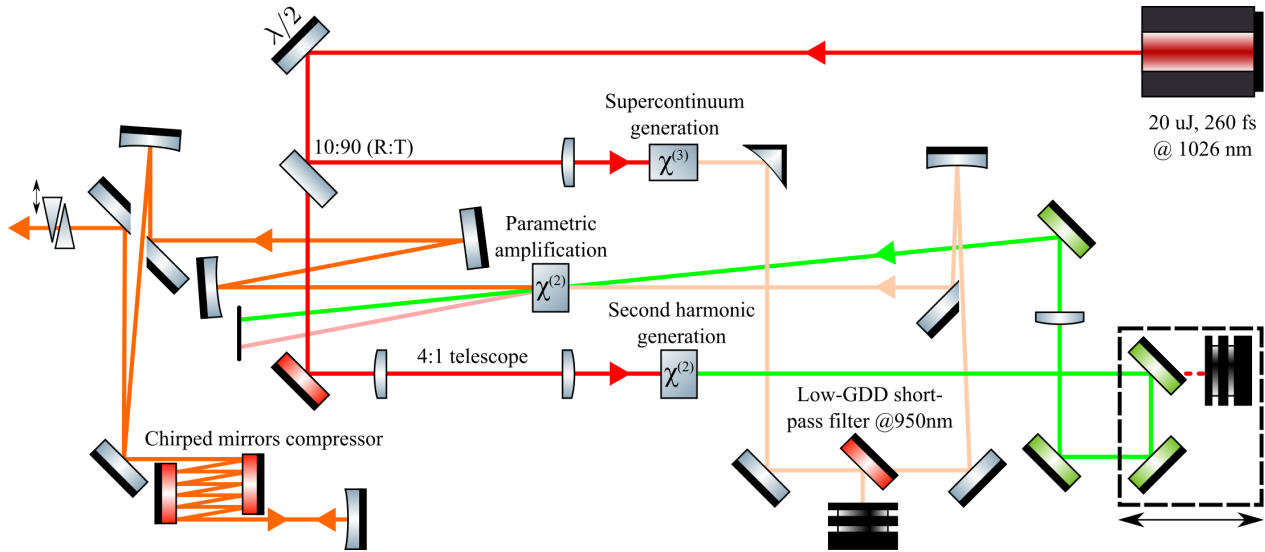 λ/2
20 uJ, 260 fs
@ 1026 nm
Supercontinuum
generation
10:90 (R:T)
χ(3)
Parametric
amplification
χ(2)
Second harmonic
generation
4:1 telescope
χ(2)
Low-GDD short-
pass filter @950nm
Chirped mirrors compressor